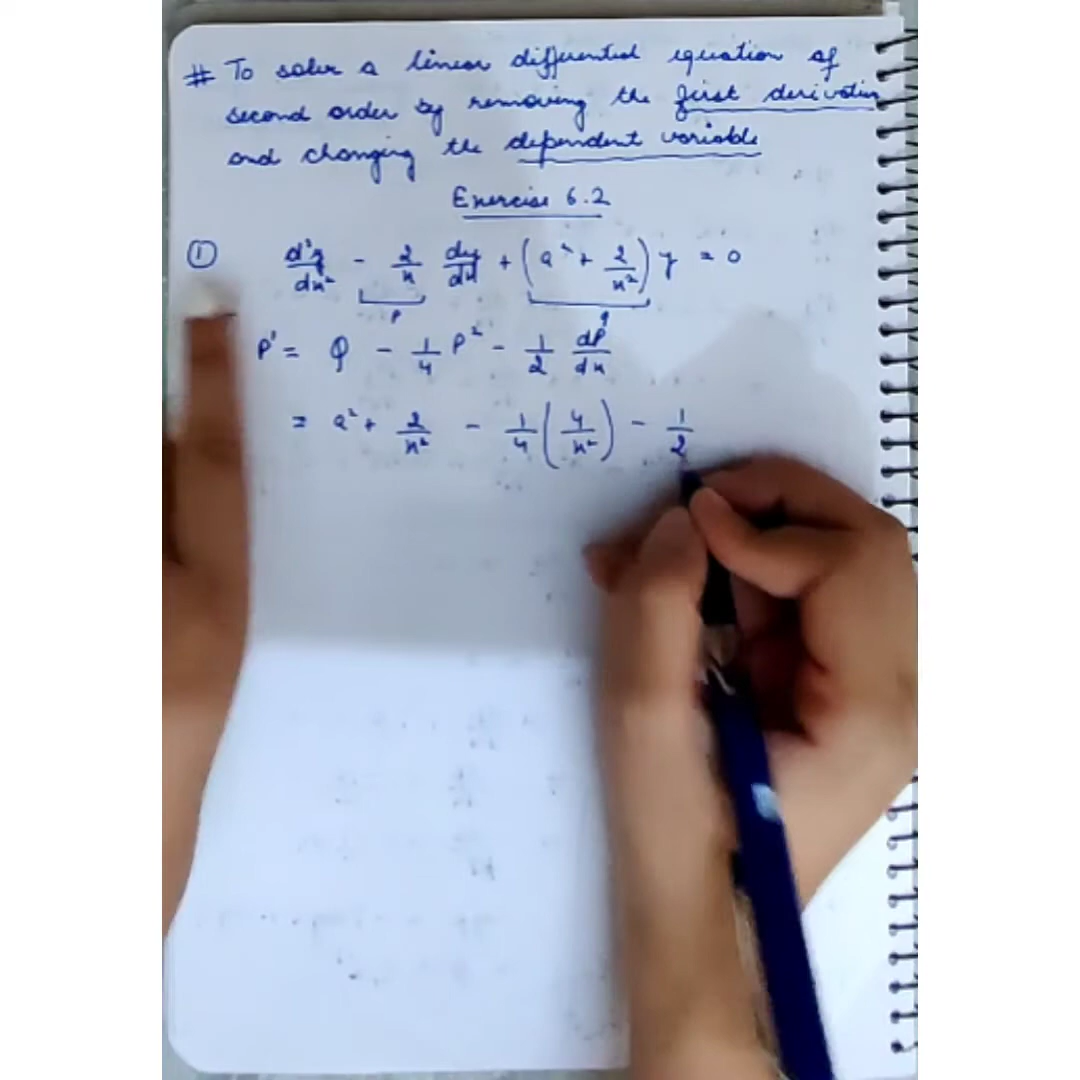 # To solve a linear differential equation of
second order by removing the first derivative
and changing the dependent variable
Exercise 6.2
① d²y/dx² - 2/x dy/dx + (a² + 2/x²) y = 0
P Q
P' = Q - 1/4 P² - 1/2 dP/dx
= a² + 2/x² - 1/4 (4/x²) - 1/2